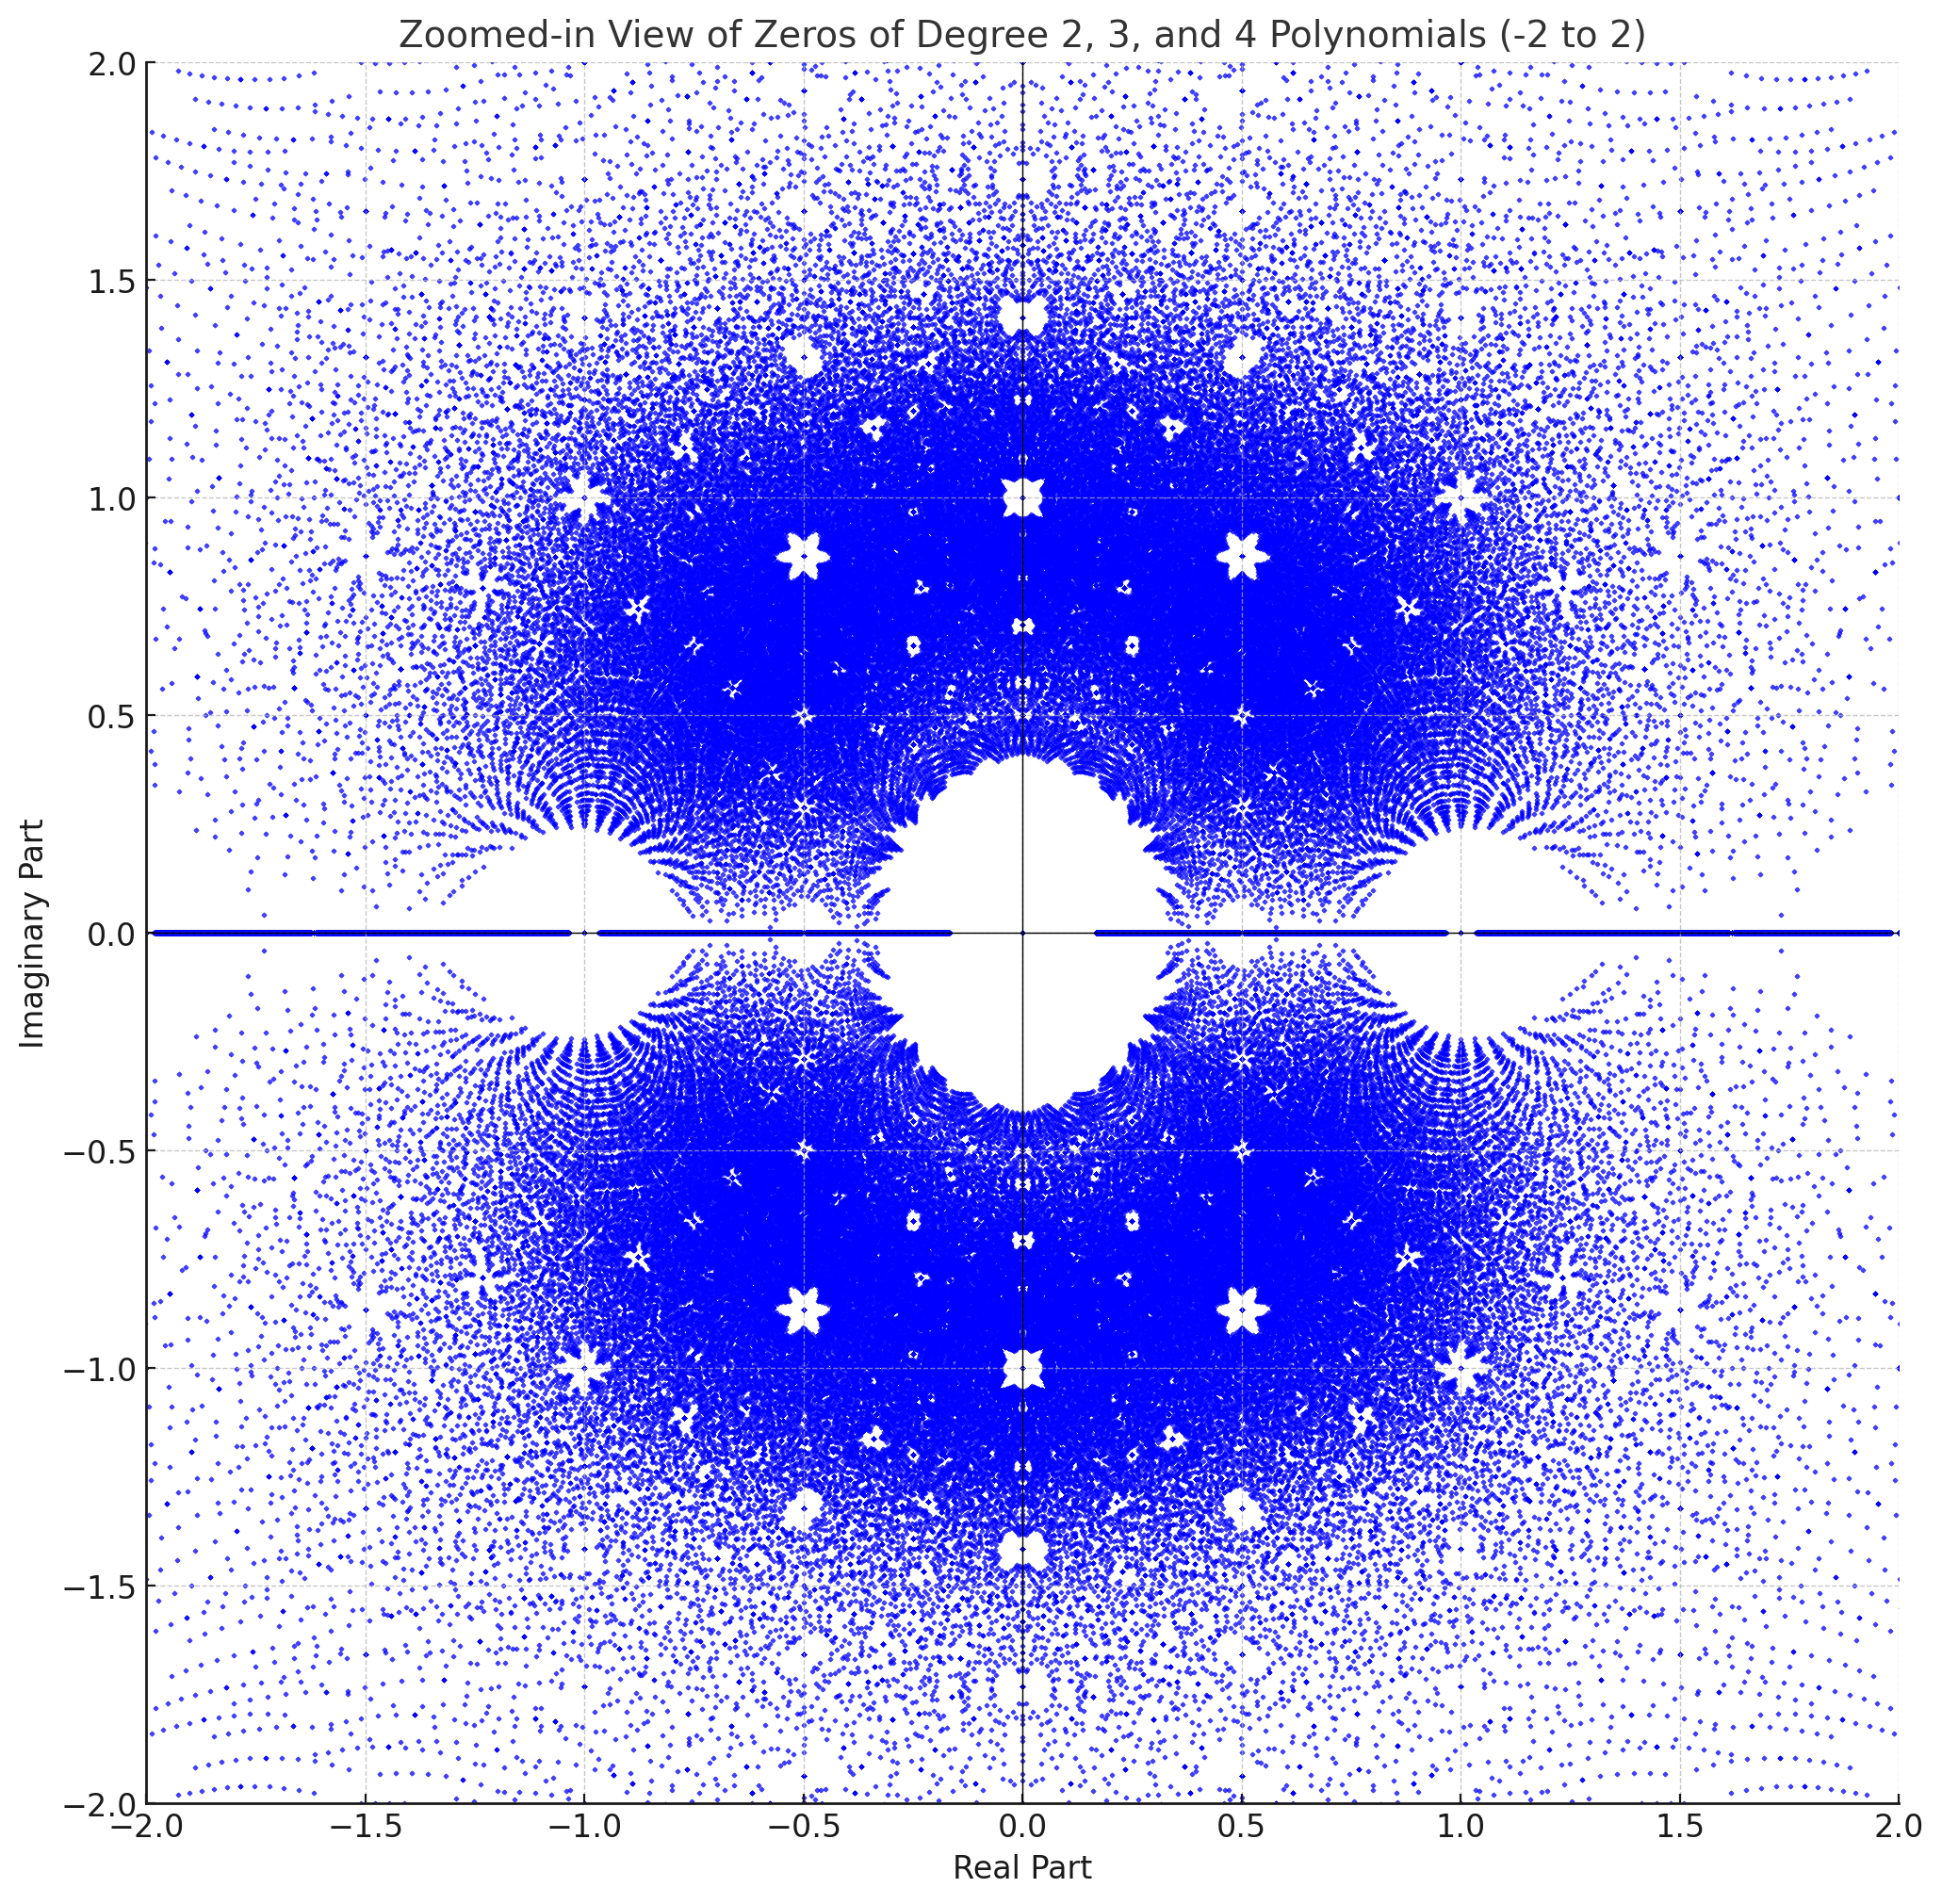 Zoomed-in View of Zeros of Degree 2, 3, and 4 Polynomials (-2 to 2)
2.0
1.5
1.0
0.5
0.0
−0.5
−1.0
−1.5
−2.0
Imaginary Part
−2.0 −1.5 −1.0 −0.5 0.0 0.5 1.0 1.5 2.0
Real Part